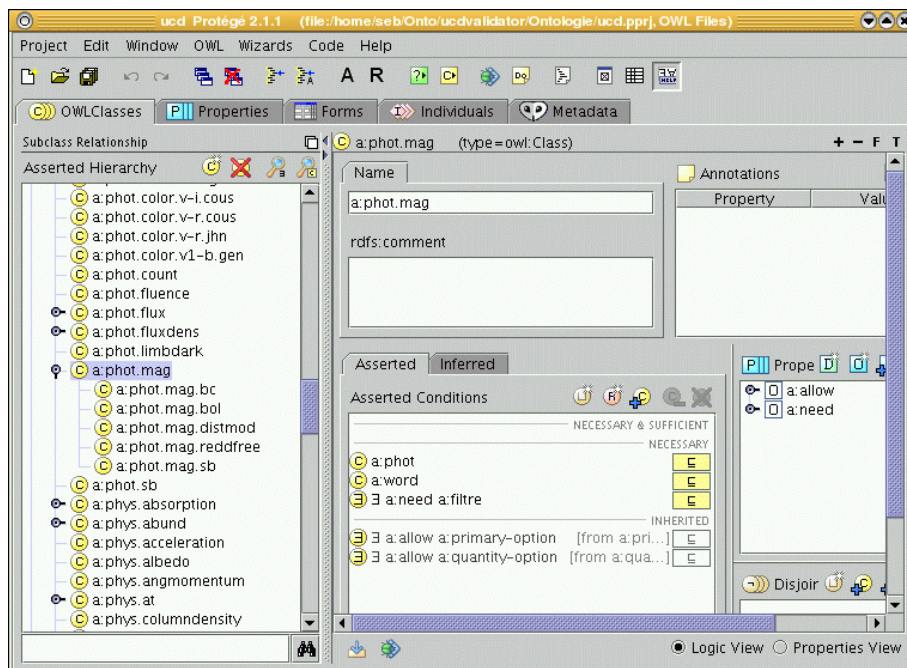 ucd Protégé 2.1.1 (file:/home/seb/Onto/ucdvalidator/Ontologie/ucd.pprj, OWL Files)
Project Edit Window OWL Wizards Code Help
OWLClasses Properties Forms Individuals Metadata
Subclass Relationship
Asserted Hierarchy
a:phot.color.v-i.cous
a:phot.color.v-r.cous
a:phot.color.v-r.jhn
a:phot.color.v1-b.gen
a:phot.count
a:phot.fluence
a:phot.flux
a:phot.fluxdens
a:phot.limbdark
a:phot.mag
a:phot.mag.bc
a:phot.mag.bol
a:phot.mag.distmod
a:phot.mag.reddfree
a:phot.mag.sb
a:phot.sb
a:phys.absorption
a:phys.abund
a:phys.acceleration
a:phys.albedo
a:phys.angmomentum
a:phys.at
a:phys.columndensity
a:phot.mag (type=owl:Class)
+ − F T
Name
a:phot.mag
rdfs:comment
Annotations
Property Valu
Asserted Inferred
Asserted Conditions
NECESSARY & SUFFICIENT
NECESSARY
a:phot ⊑
a:word ⊑
∃ a:need a:filtre ⊑
INHERITED
∃ a:allow a:primary-option [from a:pri...] ⊑
∃ a:allow a:quantity-option [from a:qua...] ⊑
Prope
a:allow
a:need
Disjoir
Logic View Properties View